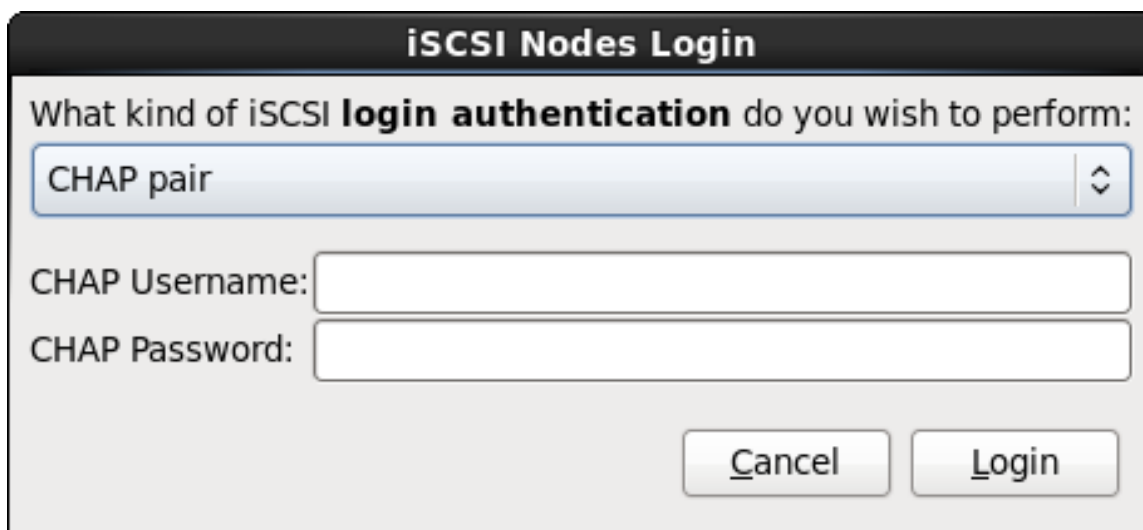 iSCSI Nodes Login
What kind of iSCSI login authentication do you wish to perform:
CHAP pair
CHAP Username:
CHAP Password:
Cancel Login